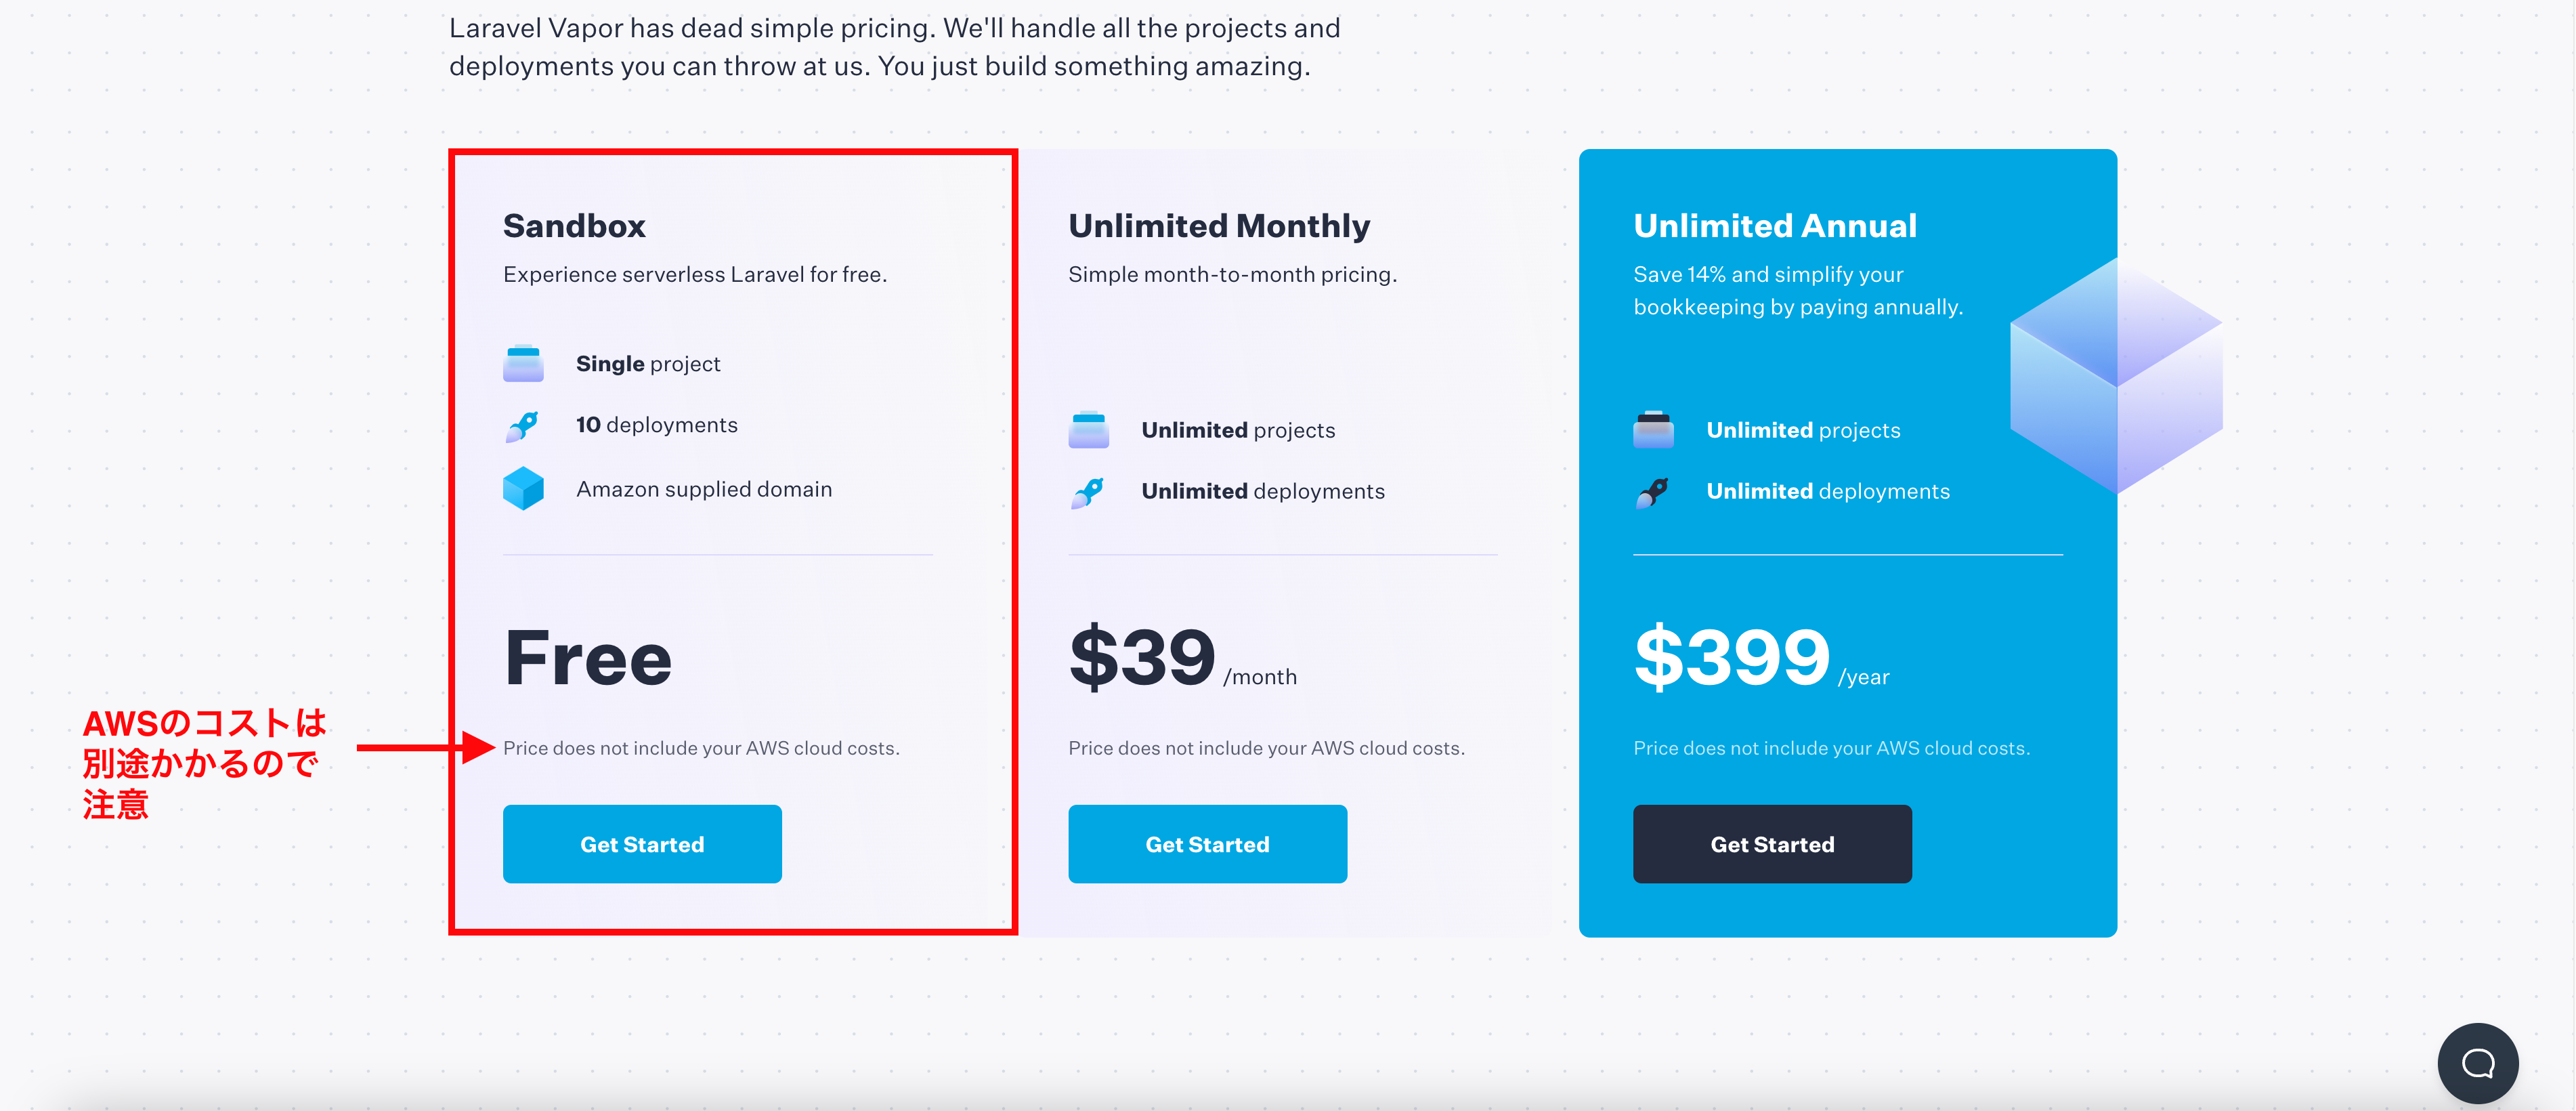 Laravel Vapor has dead simple pricing. We'll handle all the projects and
deployments you can throw at us. You just build something amazing.
Sandbox
Experience serverless Laravel for free.
Single project
10 deployments
Amazon supplied domain
Free
Price does not include your AWS cloud costs.
Get Started
AWSのコストは
別途かかるので
注意
Unlimited Monthly
Simple month-to-month pricing.
Unlimited projects
Unlimited deployments
$39 /month
Price does not include your AWS cloud costs.
Get Started
Unlimited Annual
Save 14% and simplify your
bookkeeping by paying annually.
Unlimited projects
Unlimited deployments
$399 /year
Price does not include your AWS cloud costs.
Get Started